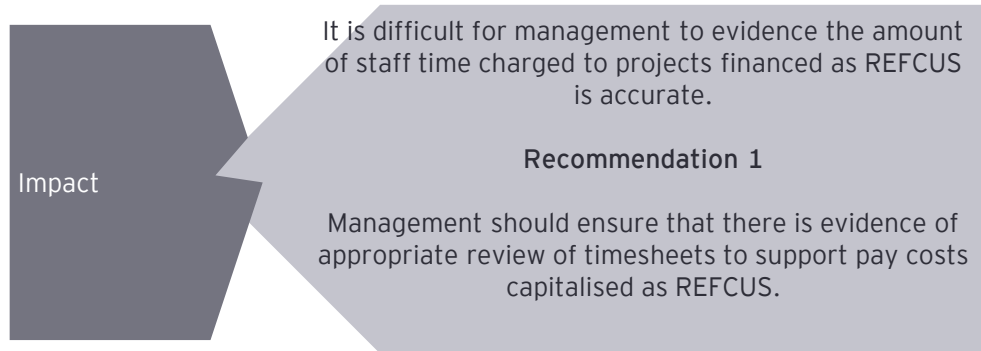 Impact
It is difficult for management to evidence the amount
of staff time charged to projects financed as REFCUS
is accurate.
Recommendation 1
Management should ensure that there is evidence of
appropriate review of timesheets to support pay costs
capitalised as REFCUS.